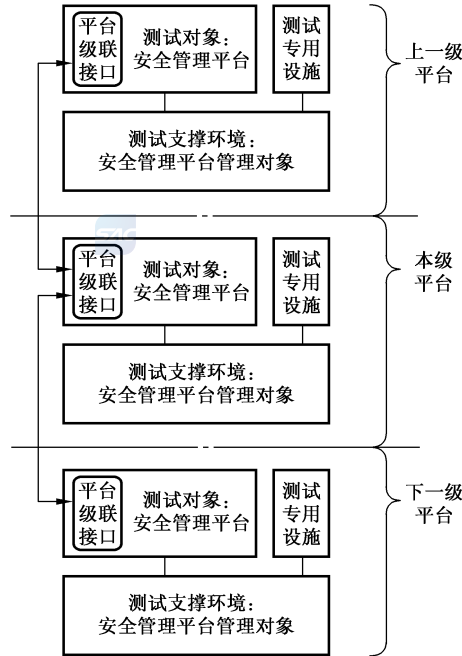 平台
级联
接口
测试对象：
安全管理平台
测试
专用
设施
上一级
平台
测试支撑环境：
安全管理平台管理对象
平台
级联
接口
测试对象：
安全管理平台
测试
专用
设施
本级
平台
测试支撑环境：
安全管理平台管理对象
平台
级联
接口
测试对象：
安全管理平台
测试
专用
设施
下一级
平台
测试支撑环境：
安全管理平台管理对象